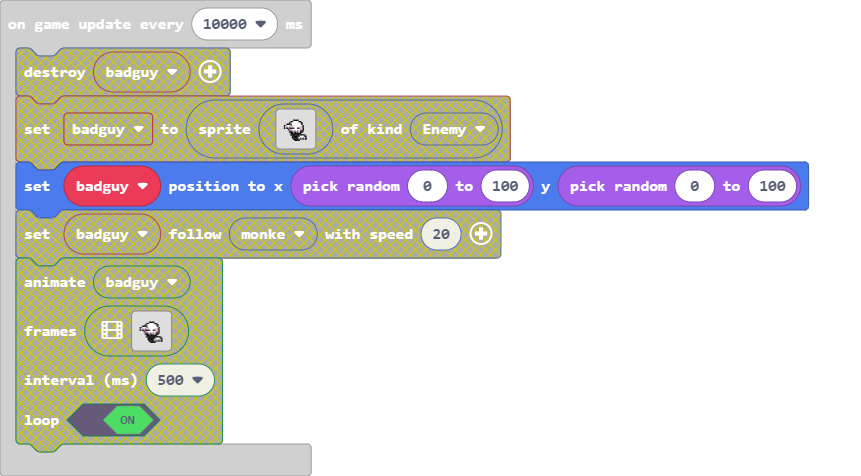 on game update every 10000 ms
destroy badguy
set badguy to sprite of kind Enemy
set badguy position to x pick random 0 to 100 y pick random 0 to 100
set badguy follow monke with speed 20
animate badguy
frames
interval (ms) 500
loop ON